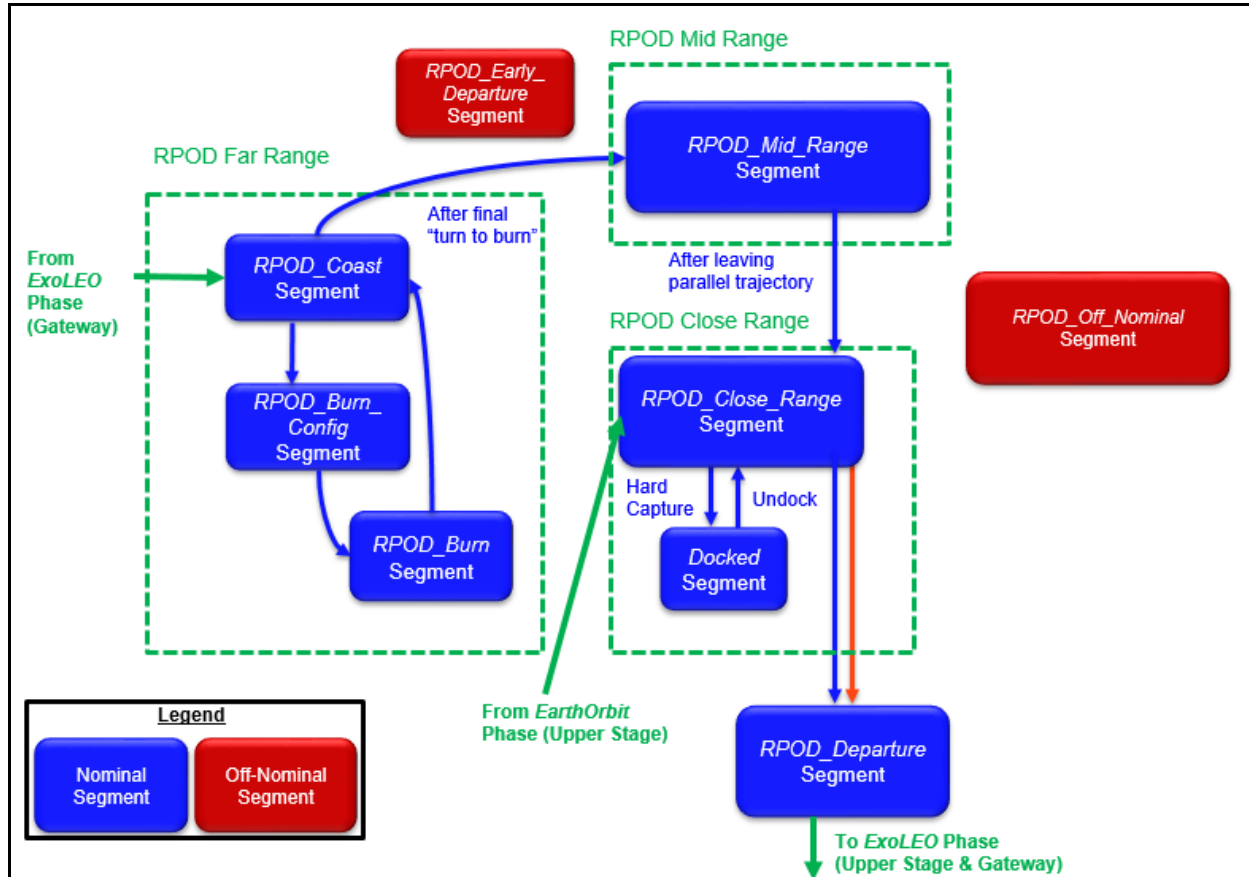 RPOD Mid Range
RPOD_Early_
Departure
Segment
RPOD_Mid_Range
Segment
RPOD Far Range
After final
“turn to burn”
From
ExoLEO
Phase
(Gateway)
RPOD_Coast
Segment
After leaving
parallel trajectory
RPOD_Off_Nominal
Segment
RPOD Close Range
RPOD_Burn_
Config
Segment
RPOD_Close_Range
Segment
Hard
Capture
Undock
RPOD_Burn
Segment
Docked
Segment
From EarthOrbit
Phase (Upper Stage)
Legend
Nominal
Segment
Off-Nominal
Segment
RPOD_Departure
Segment
To ExoLEO Phase
(Upper Stage & Gateway)